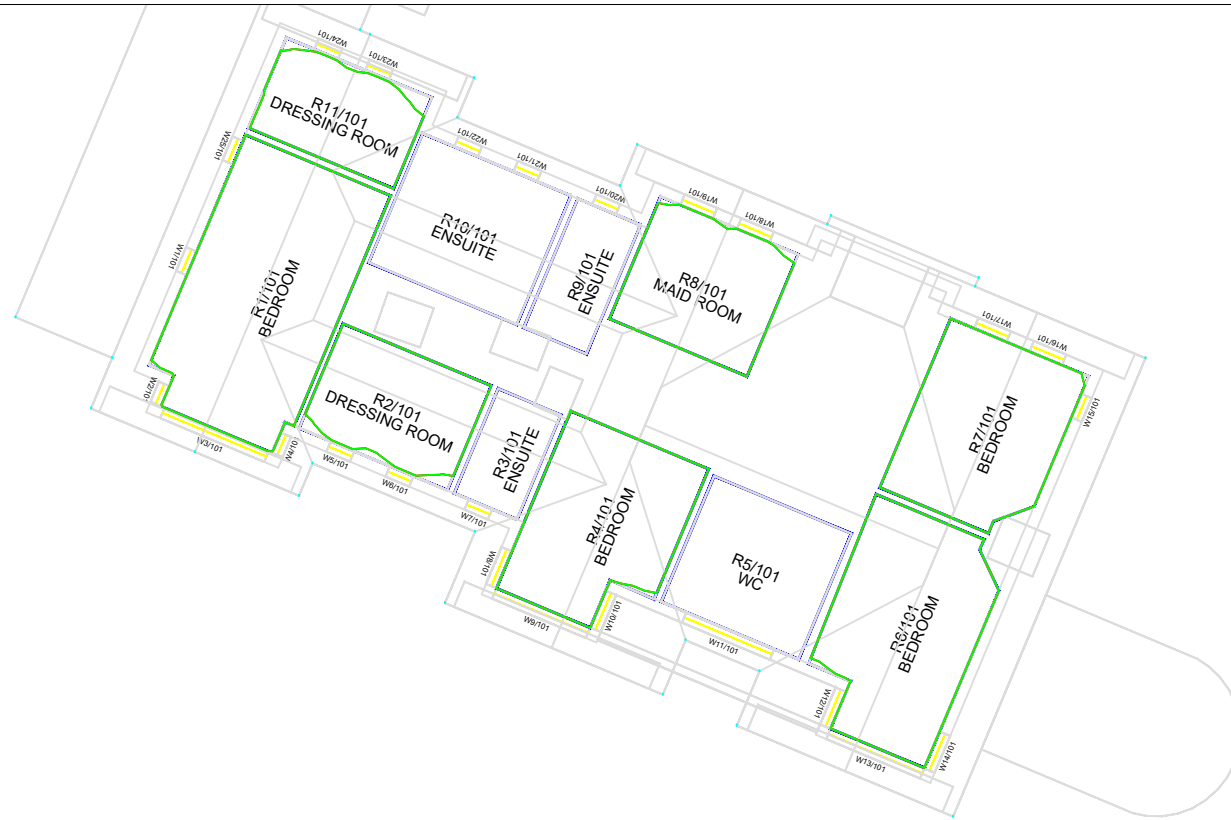 W24/101
W23/101
R11/101
DRESSING ROOM
W25/101
W22/101
W21/101
W20/101
W19/101
W18/101
R10/101
ENSUITE
R9/101
ENSUITE
R8/101
MAID ROOM
W1/101
R1/101
BEDROOM
W17/101
W16/101
W15/101
R7/101
BEDROOM
W2/10
R2/101
DRESSING ROOM
R3/101
ENSUITE
W3/101
W4/10
W5/101
W6/101
W7/101
R4/101
BEDROOM
R5/101
WC
W8/101
W9/101
W10/101
W11/101
R6/101
BEDROOM
W12/101
W13/101
W14/101